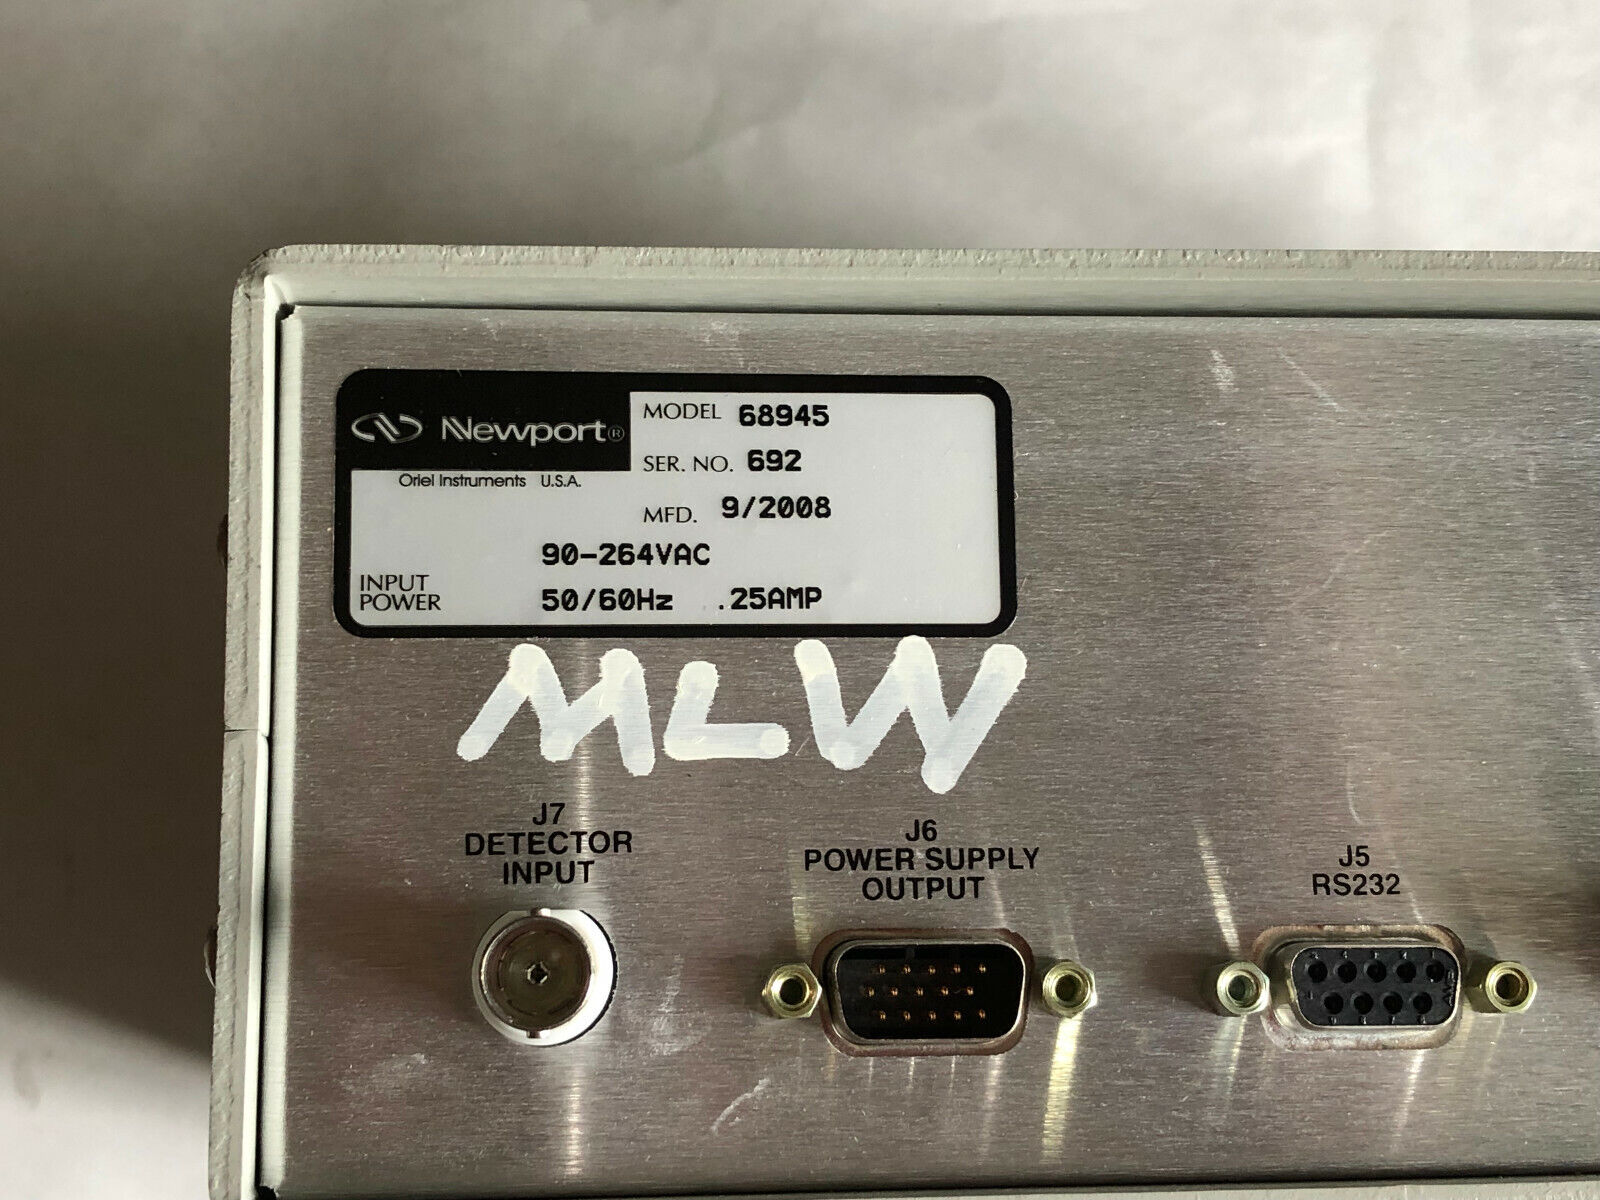 Newport®
MODEL 68945
SER. NO. 692
Oriel Instruments U.S.A.
MFD. 9/2008
90-264VAC
INPUT
POWER 50/60Hz .25AMP
MLW
J7
DETECTOR
INPUT
J6
POWER SUPPLY
OUTPUT
J5
RS232